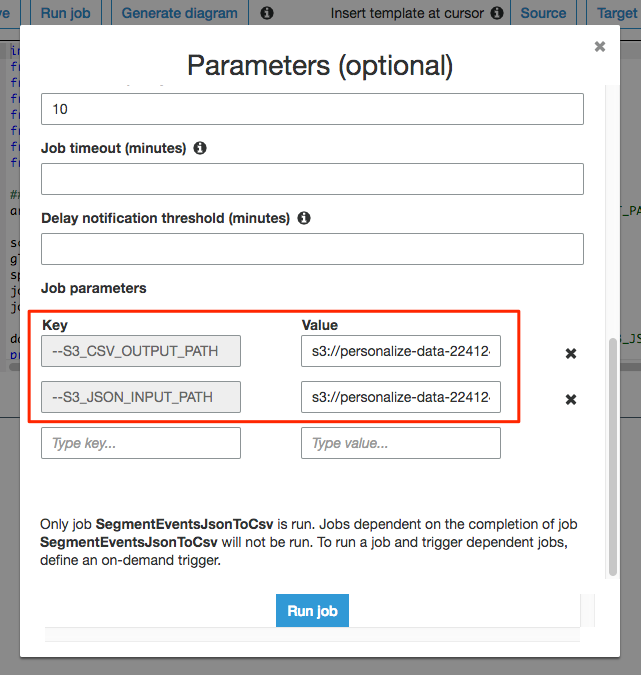 Run job
Generate diagram
Insert template at cursor
Source
Target
Parameters (optional)
10
Job timeout (minutes)
Delay notification threshold (minutes)
Job parameters
Key Value
--S3_CSV_OUTPUT_PATH s3://personalize-data-22412
--S3_JSON_INPUT_PATH s3://personalize-data-22412
Type key... Type value...
Only job SegmentEventsJsonToCsv is run. Jobs dependent on the completion of job
SegmentEventsJsonToCsv will not be run. To run a job and trigger dependent jobs,
define an on-demand trigger.
Run job